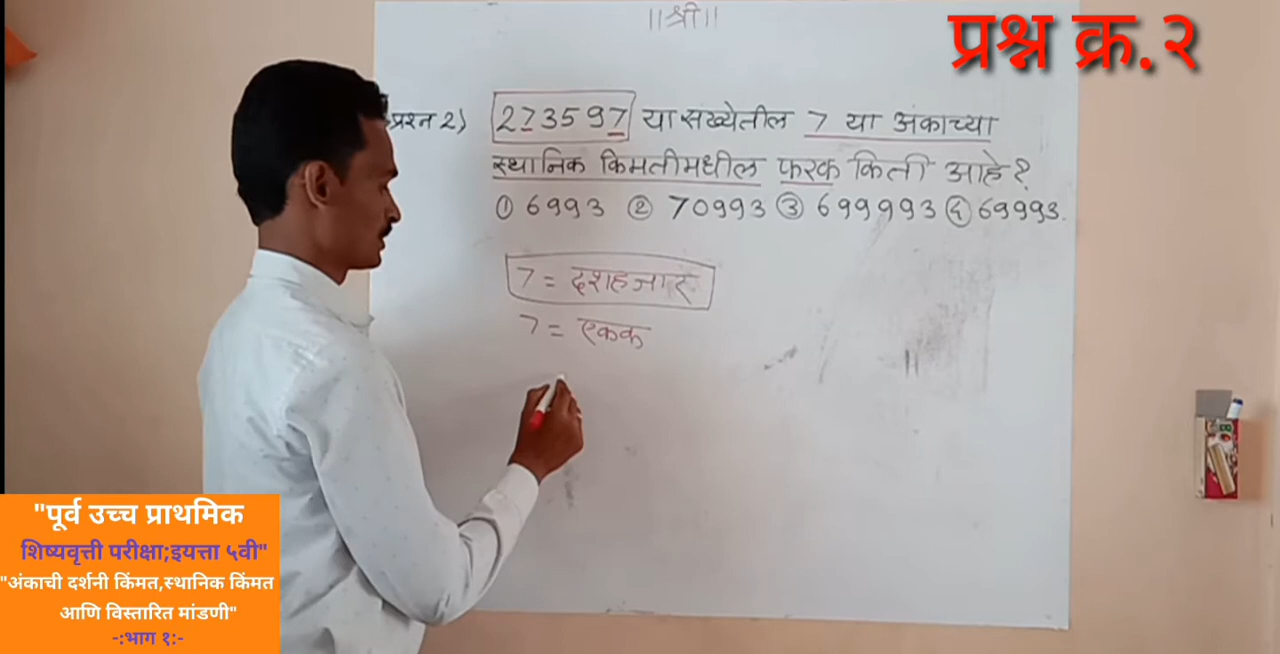 ||श्री||
प्रश्न क्र.२
प्रश्न 2) 273597 या संख्येतील 7 या अंकाच्या
स्थानिक किमतीमधील फरक किती आहे?
① 6993 ② 70993 ③ 699993 ④ 69993.
7 = दशहजार
7 = एकक
"पूर्व उच्च प्राथमिक
शिष्यवृत्ती परीक्षा;इयत्ता ५वी"
"अंकाची दर्शनी किंमत,स्थानिक किंमत
आणि विस्तारित मांडणी"
-:भाग १:-